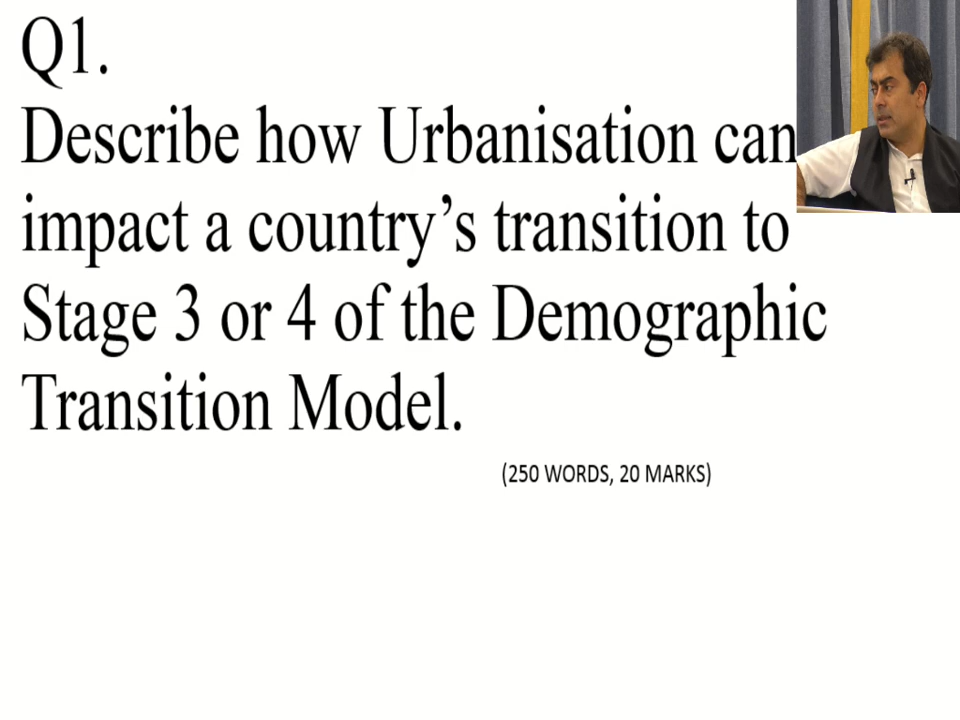 Q1.
Describe how Urbanisation can
impact a country’s transition to
Stage 3 or 4 of the Demographic
Transition Model.
(250 WORDS, 20 MARKS)